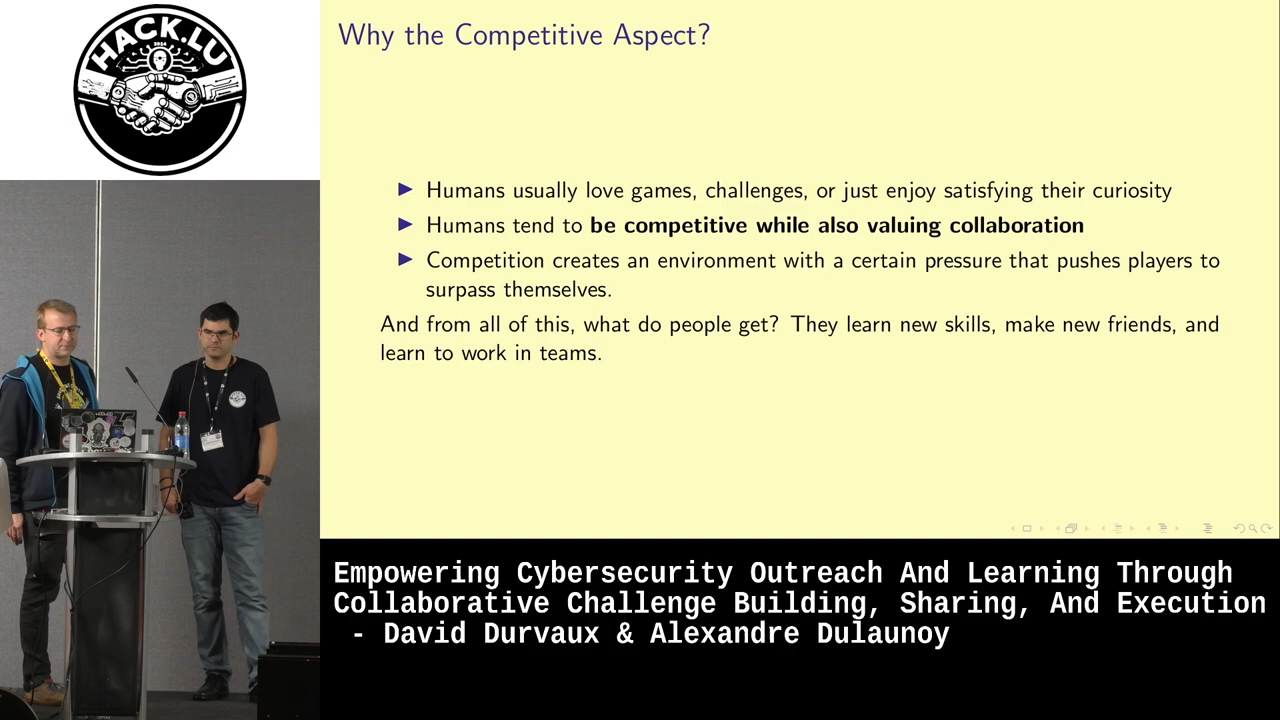 HACK.LU
2024
Why the Competitive Aspect?
Humans usually love games, challenges, or just enjoy satisfying their curiosity
Humans tend to be competitive while also valuing collaboration
Competition creates an environment with a certain pressure that pushes players to
surpass themselves.
And from all of this, what do people get? They learn new skills, make new friends, and
learn to work in teams.
Empowering Cybersecurity Outreach And Learning Through
Collaborative Challenge Building, Sharing, And Execution
- David Durvaux & Alexandre Dulaunoy